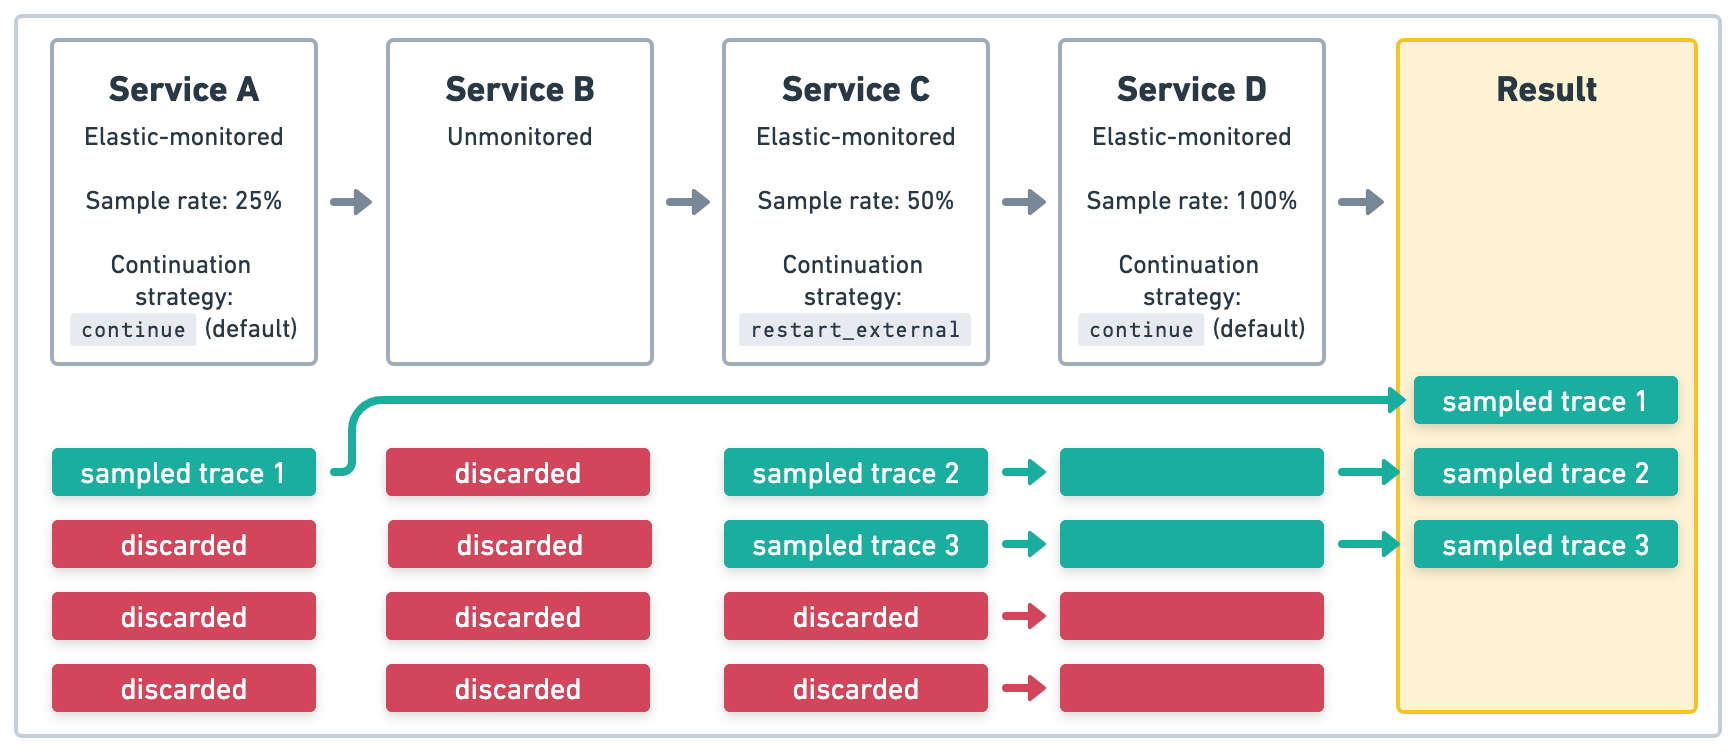 Service A
Elastic-monitored
Sample rate: 25%
Continuation
strategy:
continue (default)
Service B
Unmonitored
Service C
Elastic-monitored
Sample rate: 50%
Continuation
strategy:
restart_external
Service D
Elastic-monitored
Sample rate: 100%
Continuation
strategy:
continue (default)
Result
sampled trace 1
sampled trace 1
discarded
sampled trace 2
sampled trace 2
discarded
discarded
sampled trace 3
sampled trace 3
discarded
discarded
discarded
discarded
discarded
discarded